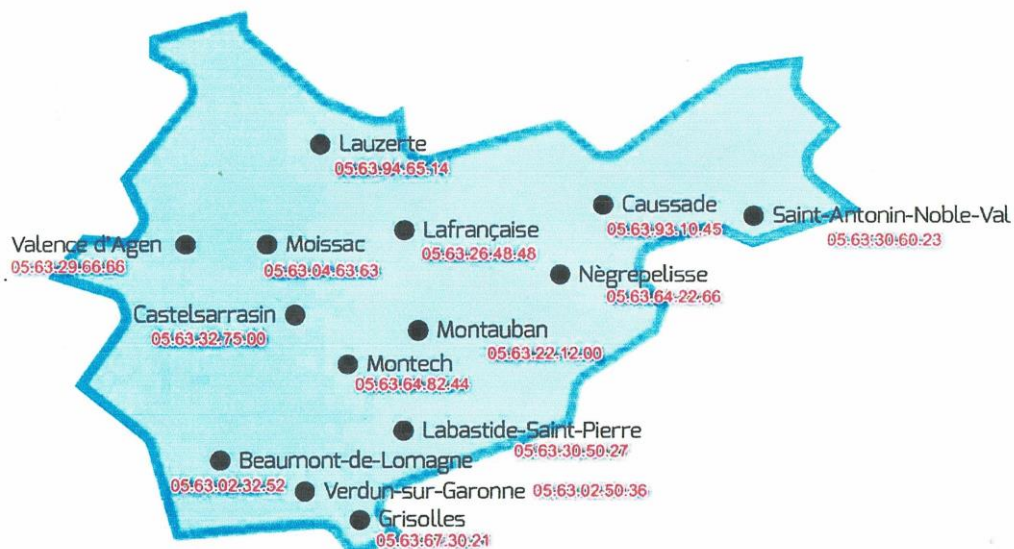 Lauzerte
05.63.94.65.14
Caussade
05.63.93.10.45
Saint-Antonin-Noble-Val
05.63.30.60.23
Valence d'Agen
05.63.29.66.66
Moissac
05.63.04.63.63
Lafrançaise
05.63.26.48.48
Nègrepelisse
05.63.64.22.66
Castelsarrasin
05.63.32.75.00
Montauban
05.63.22.12.00
Montech
05.63.64.82.44
Labastide-Saint-Pierre
05.63.30.50.27
Beaumont-de-Lomagne
05.63.02.32.52
Verdun-sur-Garonne 05.63.02.50.36
Grisolles
05.63.67.30.21